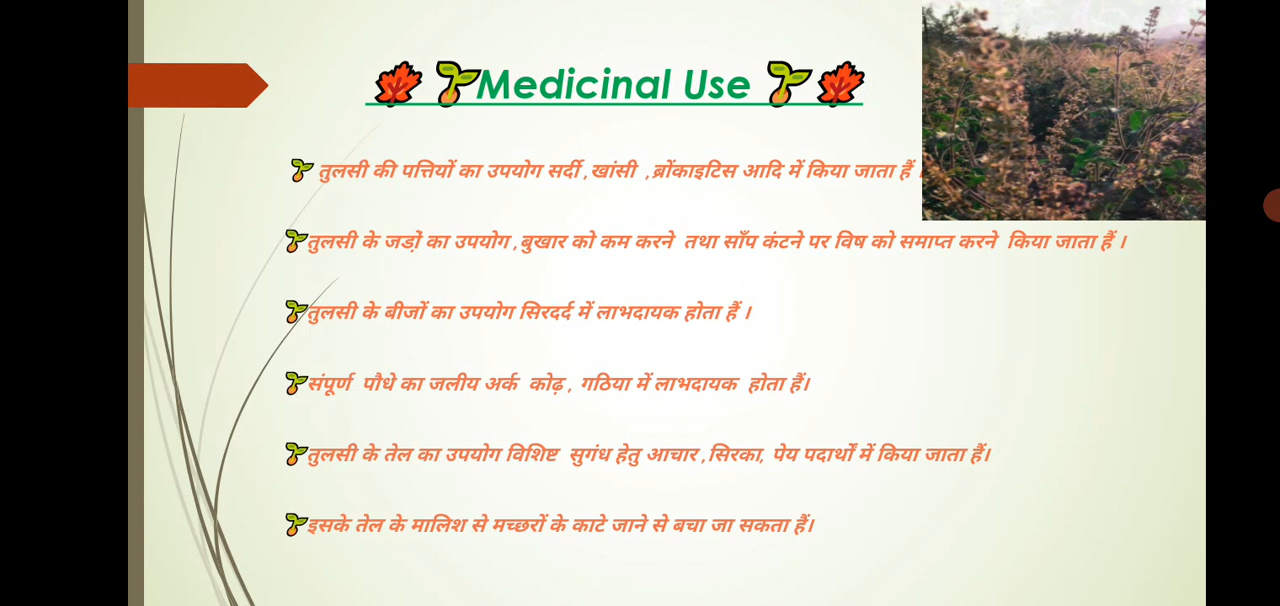 Medicinal Use
तुलसी की पत्तियों का उपयोग सर्दी ,खांसी ,ब्रोंकाइटिस आदि में किया जाता हैं ।
तुलसी के जडो़ं का उपयोग ,बुखार को कम करने तथा साँप कंटने पर विष को समाप्त करने किया जाता हैं ।
तुलसी के बीजों का उपयोग सिरदर्द में लाभदायक होता हैं ।
संपूर्ण पौधे का जलीय अर्क कोढ़ , गठिया में लाभदायक होता हैं।
तुलसी के तेल का उपयोग विशिष्ट सुगंध हेतु आचार ,सिरका, पेय पदार्थों में किया जाता हैं।
इसके तेल के मालिश से मच्छरों के काटे जाने से बचा जा सकता हैं।